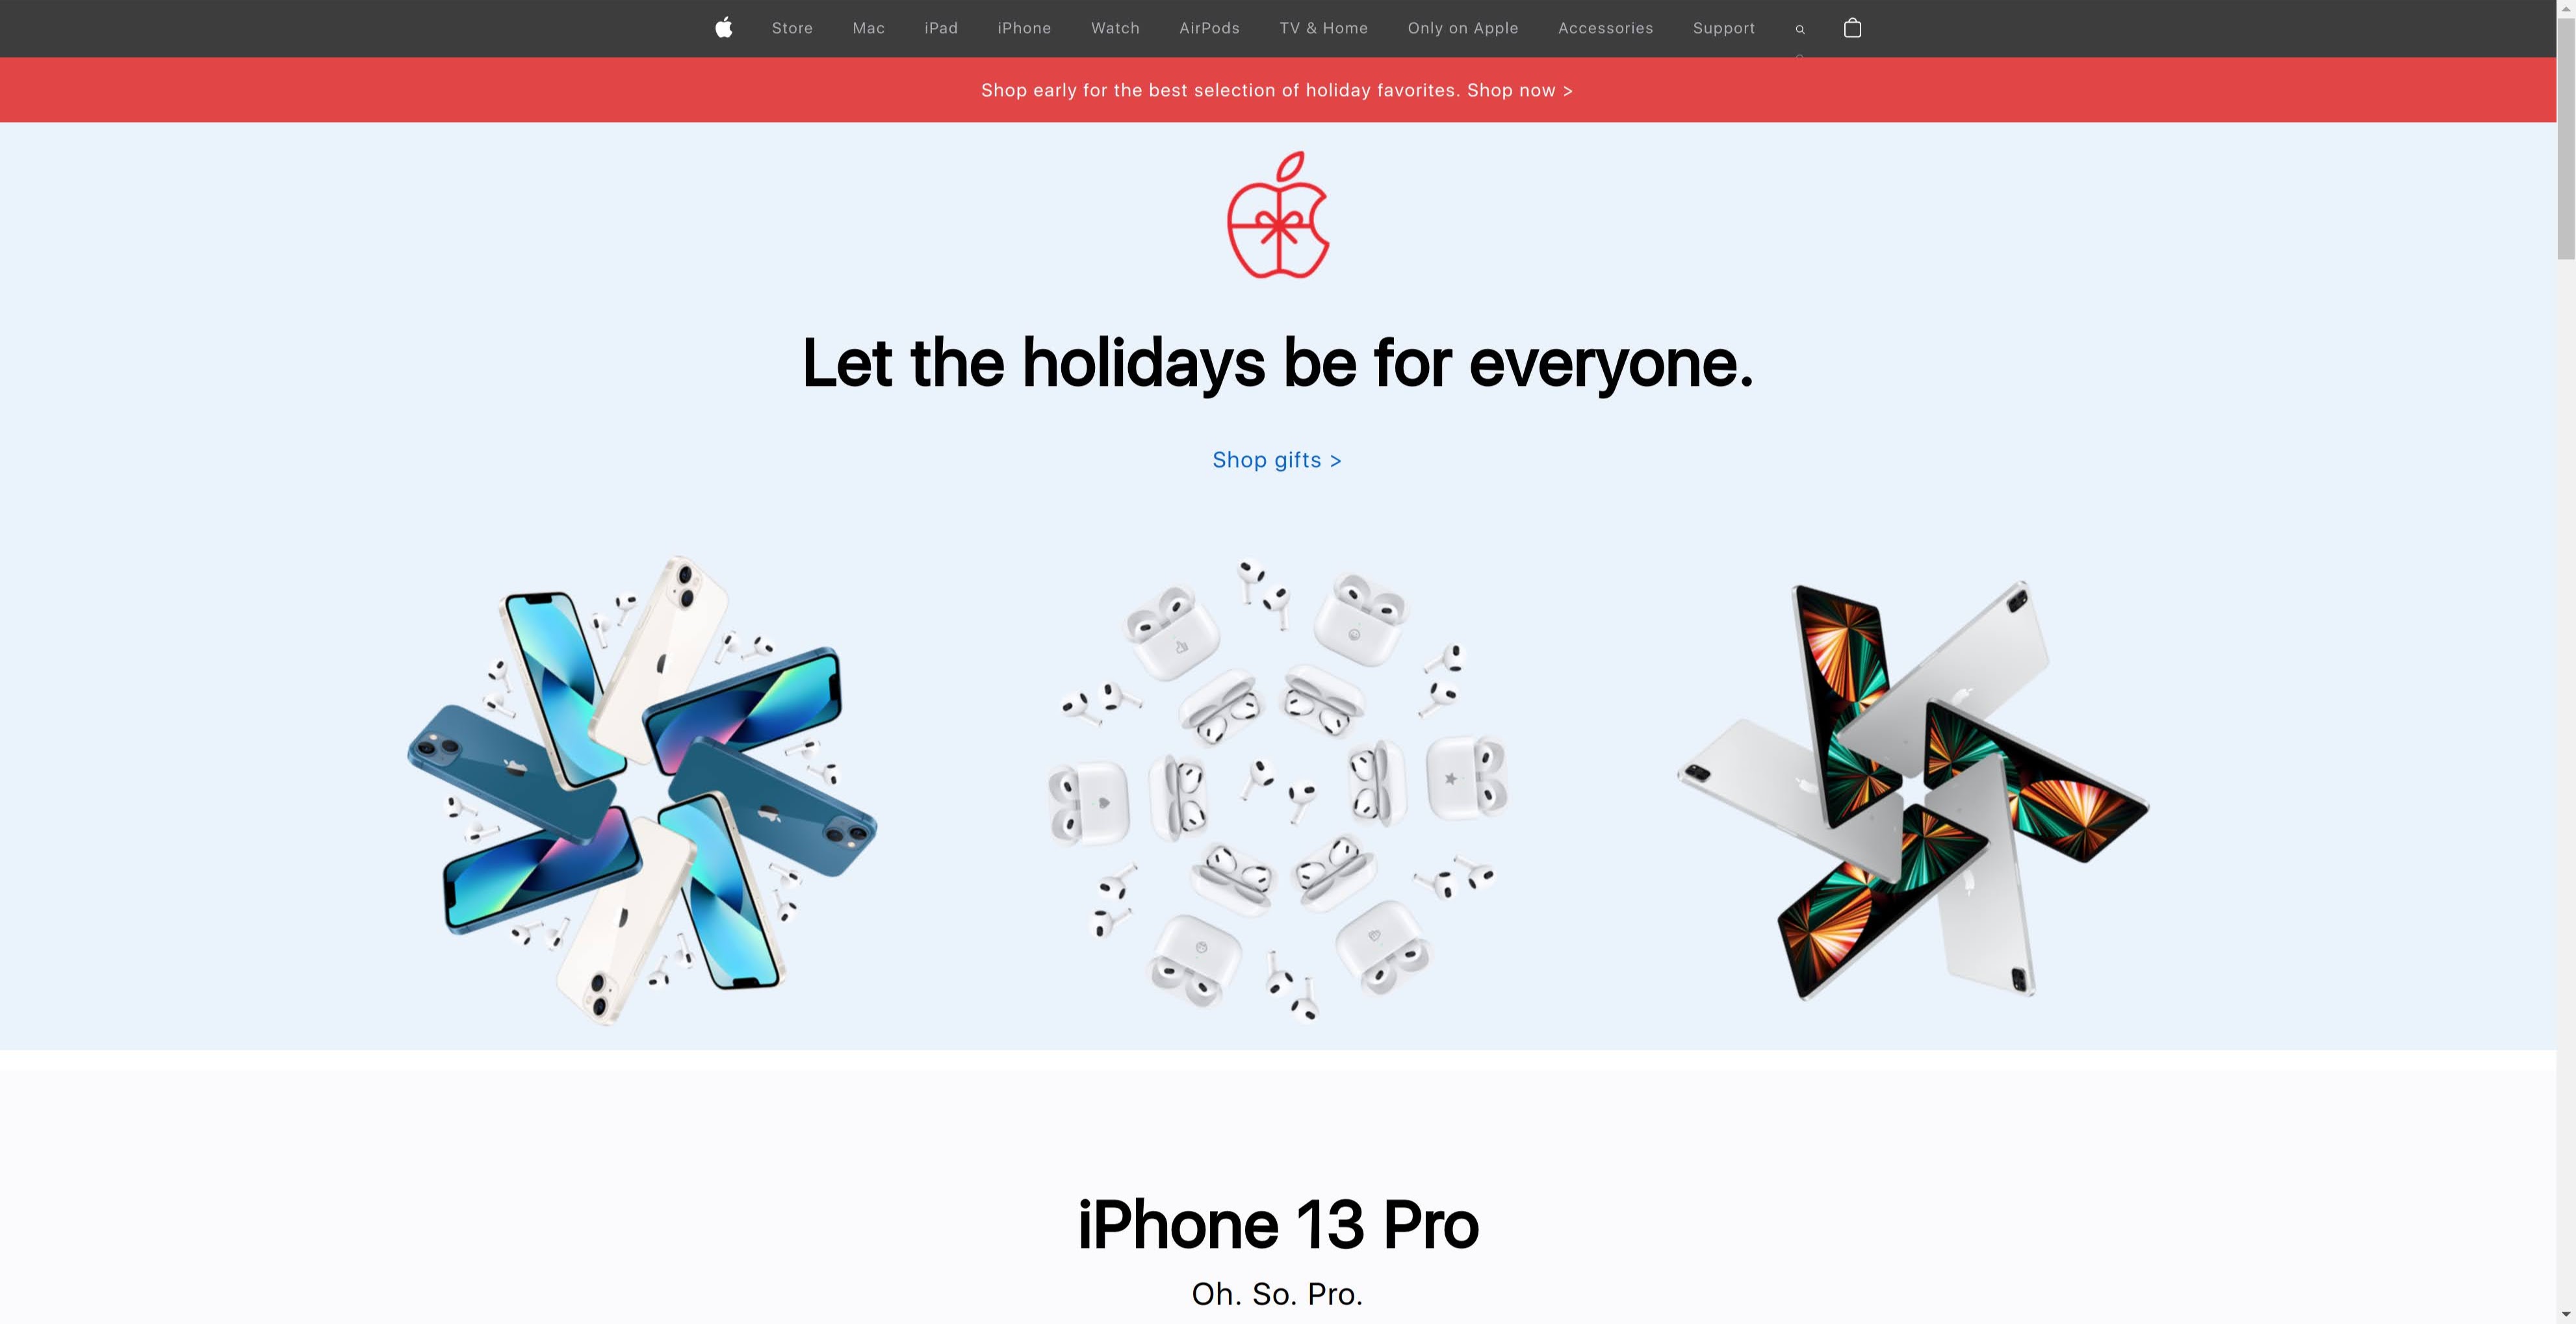 Store Mac iPad iPhone Watch AirPods TV & Home Only on Apple Accessories Support
Shop early for the best selection of holiday favorites. Shop now >
Let the holidays be for everyone.
Shop gifts >
iPhone 13 Pro
Oh. So. Pro.